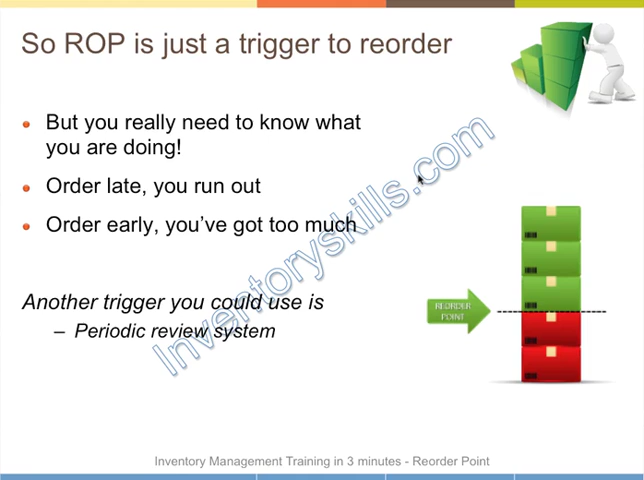 So ROP is just a trigger to reorder
But you really need to know what
you are doing!
Order late, you run out
Order early, you've got too much
Another trigger you could use is
– Periodic review system
REORDER
POINT
Inventoryskills.com
Inventory Management Training in 3 minutes - Reorder Point